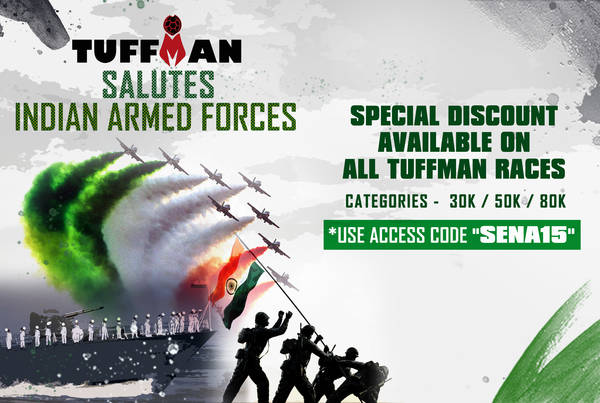 TUFFMAN
SALUTES
INDIAN ARMED FORCES
SPECIAL DISCOUNT
AVAILABLE ON
ALL TUFFMAN RACES
CATEGORIES - 30K / 50K / 80K
*USE ACCESS CODE "SENA15"